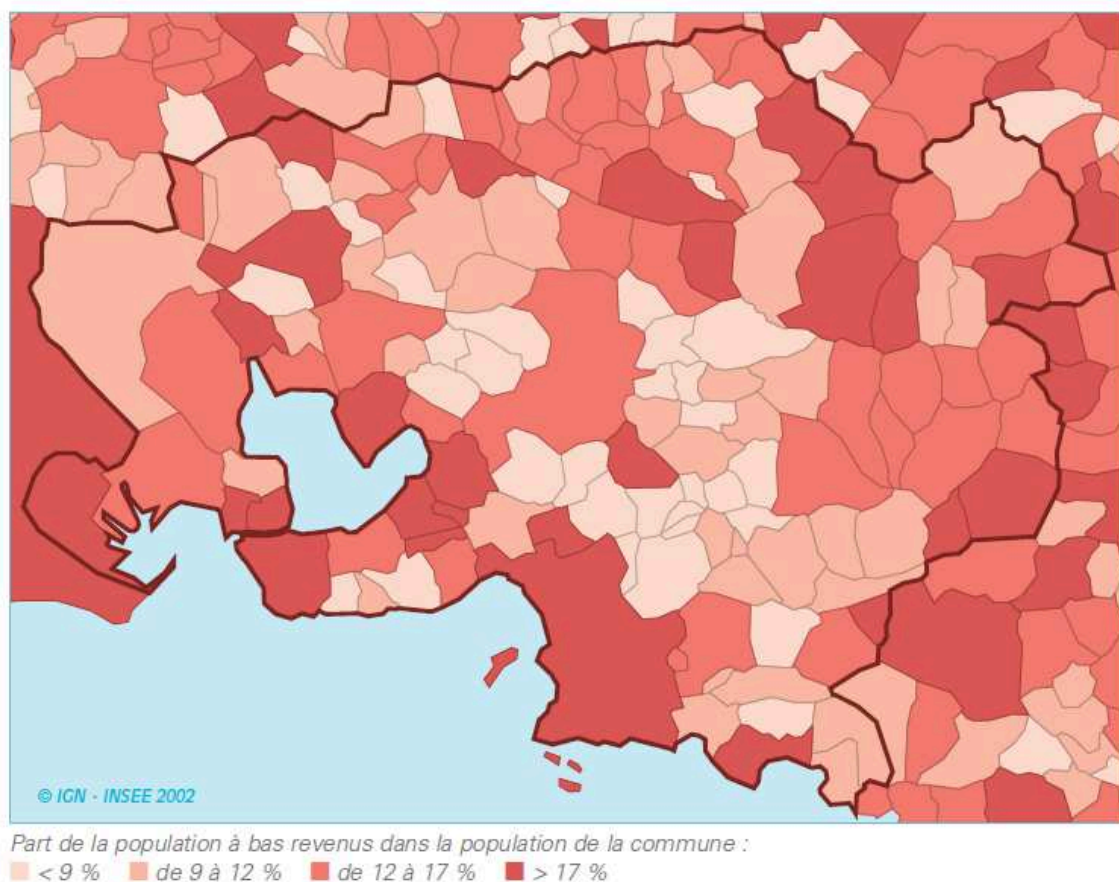 © IGN - INSEE 2002
Part de la population à bas revenus dans la population de la commune :
< 9 % de 9 à 12 % de 12 à 17 % > 17 %